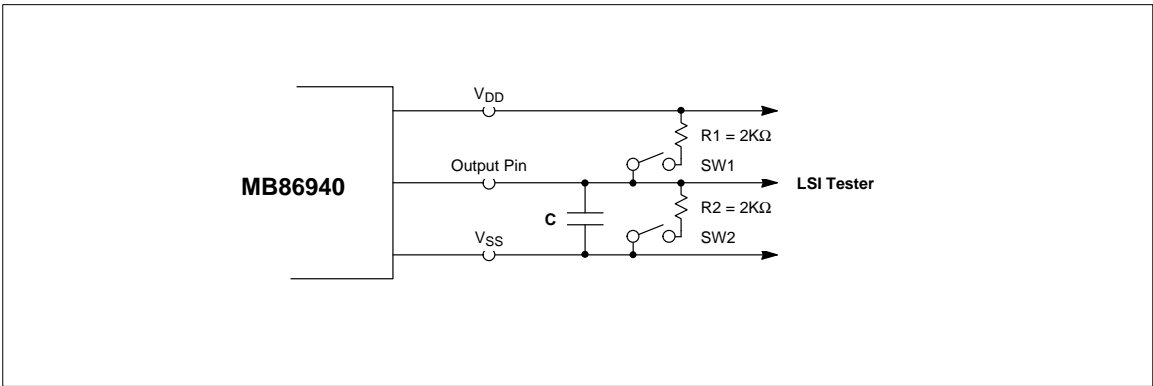 VDD
R1 = 2KΩ
Output Pin
SW1
MB86940
LSI Tester
R2 = 2KΩ
C
VSS
SW2